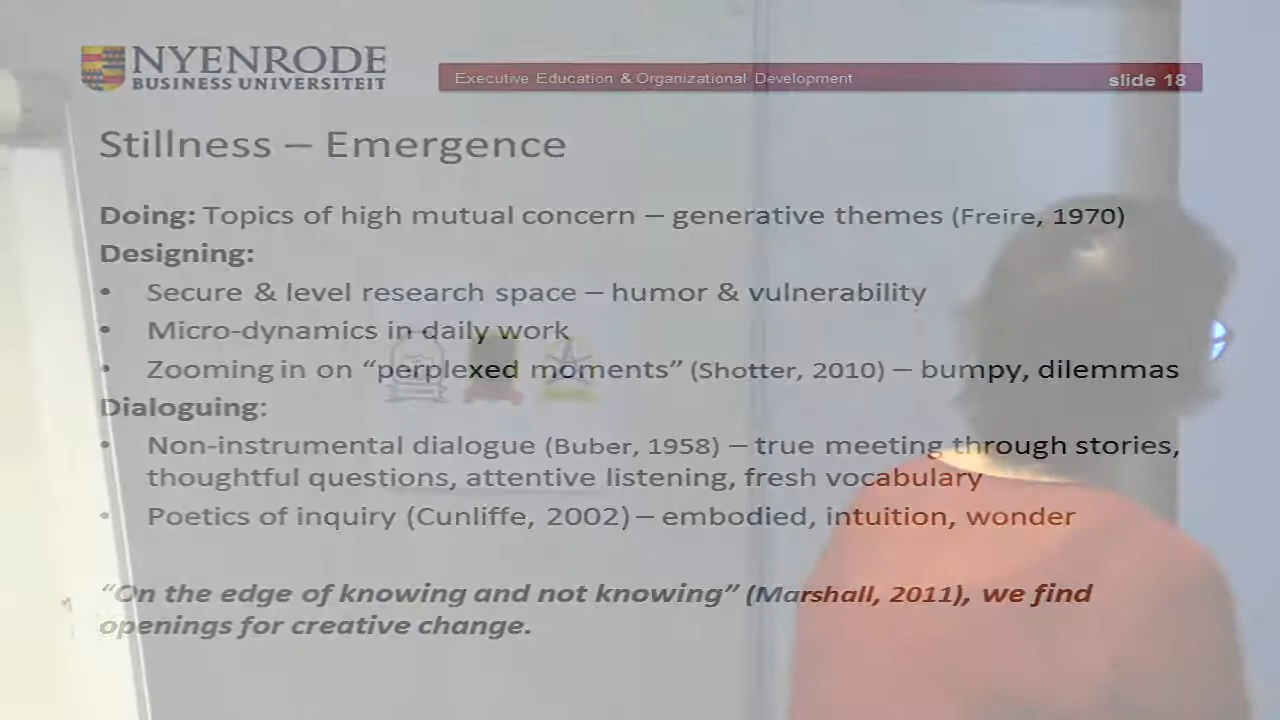 NYENRODE
BUSINESS UNIVERSITEIT
Executive Education & Organizational Development
slide 18
Stillness – Emergence
Doing: Topics of high mutual concern – generative themes (Freire, 1970)
Designing:
• Secure & level research space – humor & vulnerability
• Micro-dynamics in daily work
• Zooming in on “perplexed moments” (Shotter, 2010) – bumpy, dilemmas
Dialoguing:
• Non-instrumental dialogue (Buber, 1958) – true meeting through stories,
thoughtful questions, attentive listening, fresh vocabulary
• Poetics of inquiry (Cunliffe, 2002) – embodied, intuition, wonder
“On the edge of knowing and not knowing” (Marshall, 2011), we find
openings for creative change.